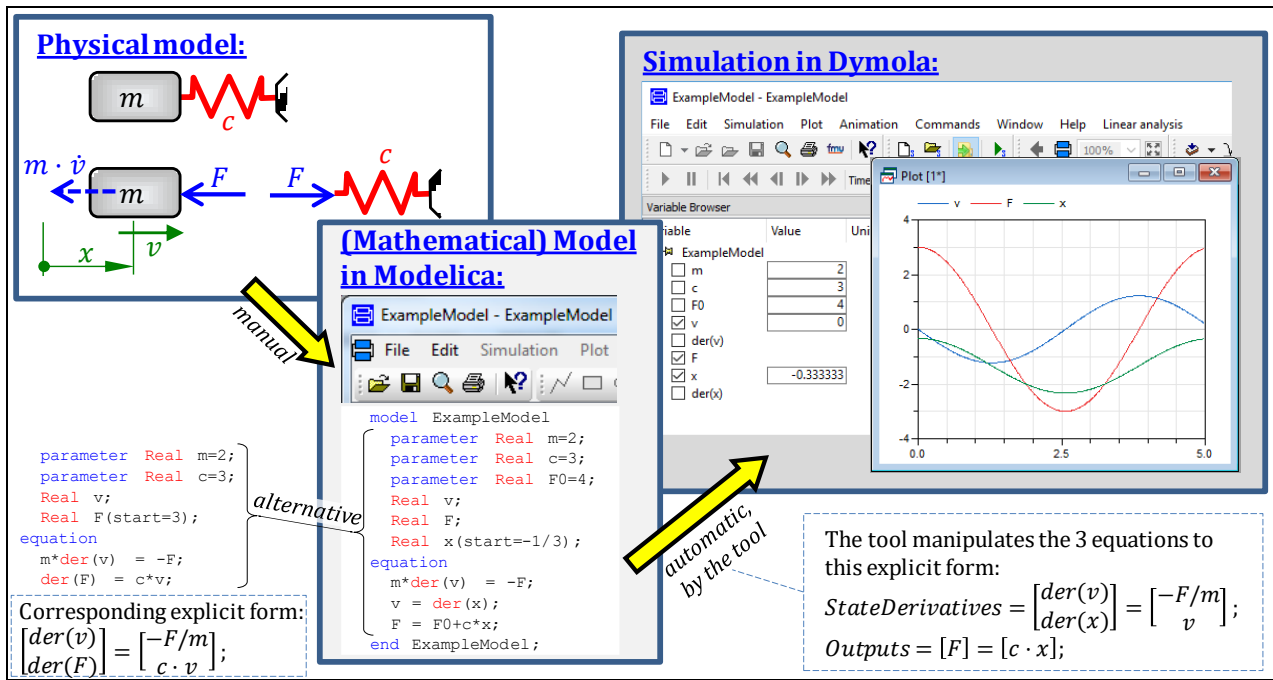 Physical model:
m
c
m · v̇
m
F
F
c
x
v
manual
(Mathematical) Model
in Modelica:
ExampleModel - ExampleModel
File Edit Simulation Plot
model ExampleModel
parameter Real m=2;
parameter Real c=3;
parameter Real F0=4;
Real v;
Real F;
Real x(start=-1/3);
equation
m*der(v) = -F;
v = der(x);
F = F0+c*x;
end ExampleModel;
alternative
parameter Real m=2;
parameter Real c=3;
Real v;
Real F(start=3);
equation
m*der(v) = -F;
der(F) = c*v;
Corresponding explicit form:
[der(v)] = [−F/m]
[der(F)] = [c · v];
automatic,
by the tool
Simulation in Dymola:
ExampleModel - ExampleModel
File Edit Simulation Plot Animation Commands Window Help Linear analysis
fmu 100%
Time
Variable Browser
riable Value Uni
ExampleModel
m 2
c 3
F0 4
v 0
der(v)
F
x -0.333333
der(x)
Plot [1*]
v F x
4
2
0
-2
-4
0.0 2.5 5.0
The tool manipulates the 3 equations to
this explicit form:
StateDerivatives = [der(v)] = [−F/m]
[der(x)] [v];
Outputs = [F] = [c · x];